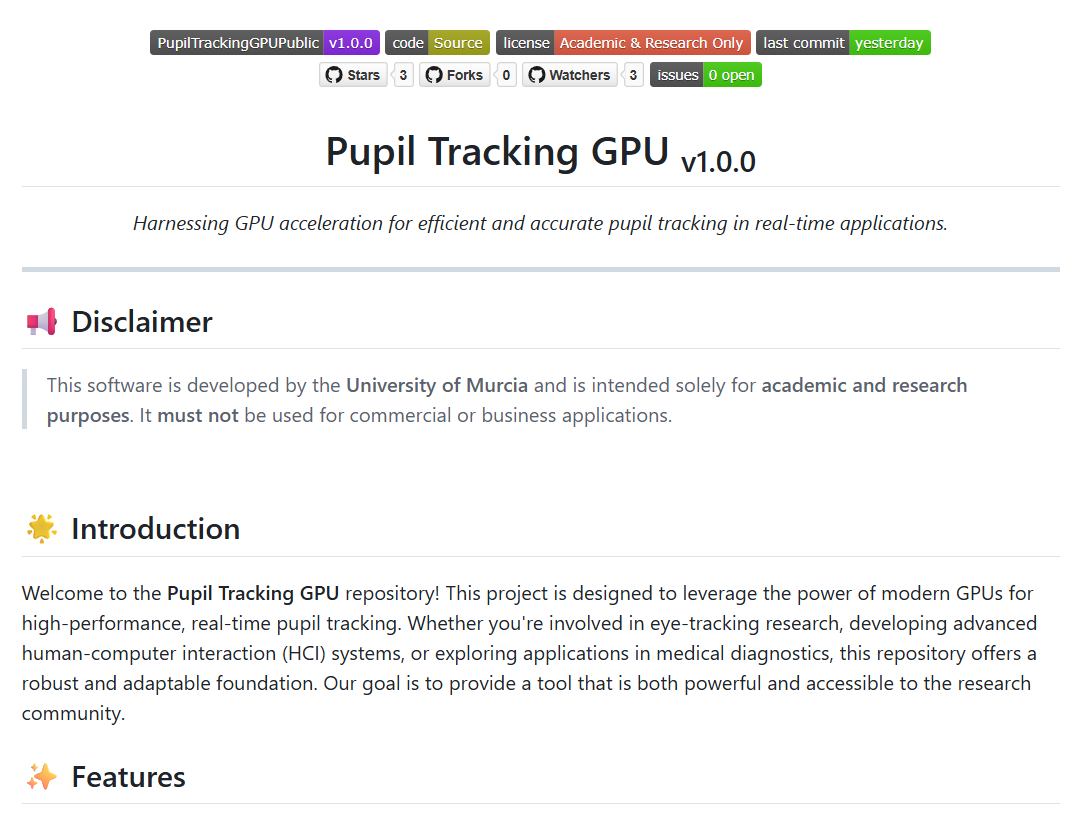 PupilTrackingGPUPublic v1.0.0 code Source license Academic & Research Only last commit yesterday
Stars 3 Forks 0 Watchers 3 issues 0 open
Pupil Tracking GPU v1.0.0
Harnessing GPU acceleration for efficient and accurate pupil tracking in real-time applications.
Disclaimer
This software is developed by the University of Murcia and is intended solely for academic and research
purposes. It must not be used for commercial or business applications.
Introduction
Welcome to the Pupil Tracking GPU repository! This project is designed to leverage the power of modern GPUs for
high-performance, real-time pupil tracking. Whether you're involved in eye-tracking research, developing advanced
human-computer interaction (HCI) systems, or exploring applications in medical diagnostics, this repository offers a
robust and adaptable foundation. Our goal is to provide a tool that is both powerful and accessible to the research
community.
Features